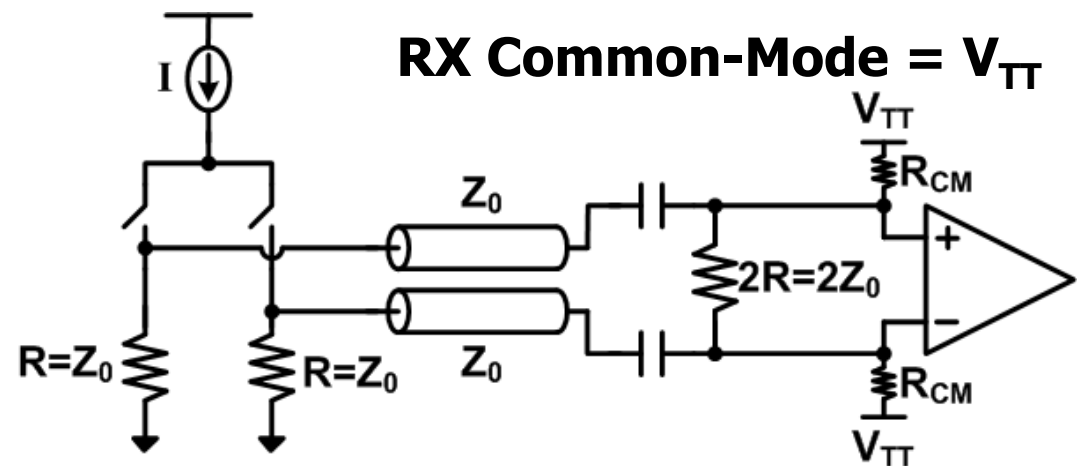 RX Common-Mode = V_TT
I
V_TT
R_CM
Z_0
+
2R=2Z_0
−
R=Z_0
R=Z_0
Z_0
R_CM
V_TT